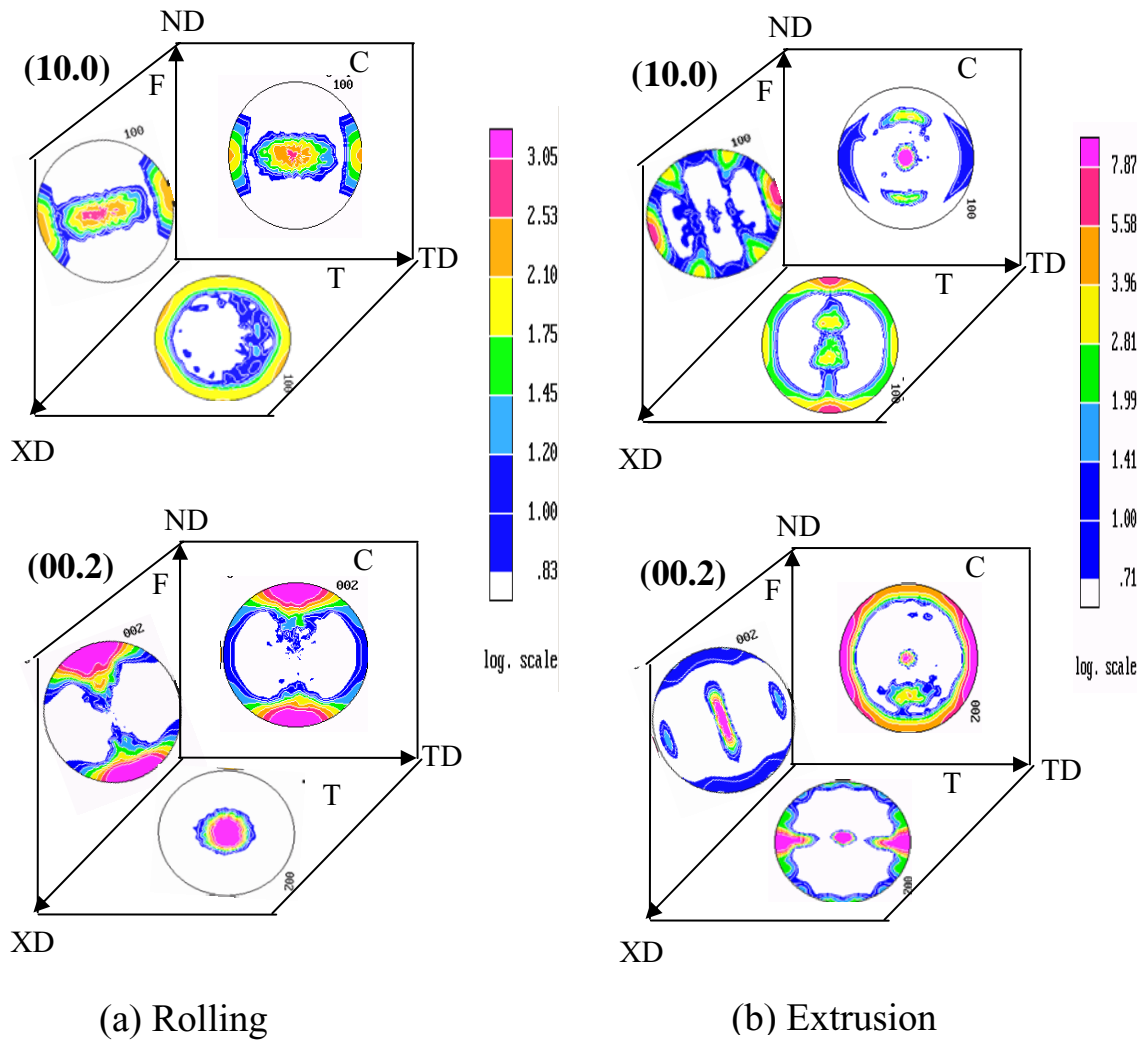 ND
(10.0)
F
C
100
100
T
TD
100
XD
3.05
2.53
2.10
1.75
1.45
1.20
1.00
.83
log. scale
ND
(00.2)
F
C
002
002
T
TD
002
XD
(a) Rolling
ND
(10.0)
F
C
100
100
T
TD
100
XD
7.87
5.58
3.96
2.81
1.99
1.41
1.00
.71
log. scale
ND
(00.2)
F
C
002
002
T
TD
002
XD
(b) Extrusion